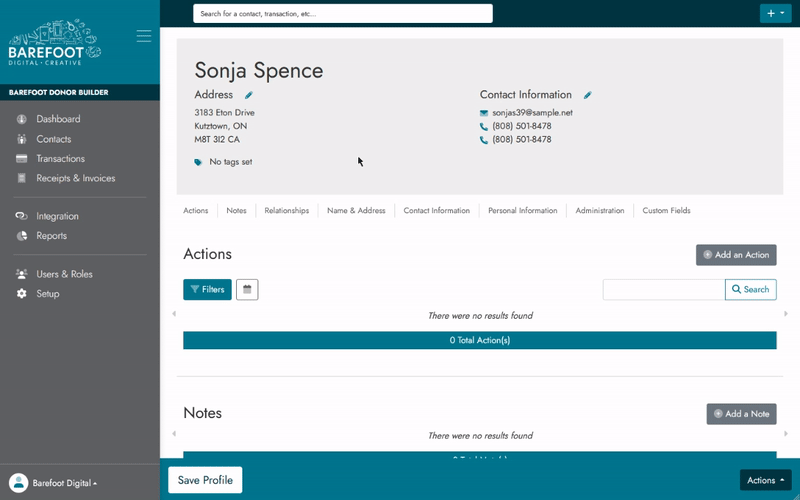 BAREFOOT
DIGITAL • CREATIVE
Search for a contact, transaction, etc...
+
BAREFOOT DONOR BUILDER
Dashboard
Contacts
Transactions
Receipts & Invoices
Integration
Reports
Users & Roles
Setup
Barefoot Digital
Sonja Spence
Address
3183 Eton Drive
Kutztown, ON
M8T 3I2 CA
No tags set
Contact Information
sonjas39@sample.net
(808) 501-8478
(808) 501-8478
Actions
Notes
Relationships
Name & Address
Contact Information
Personal Information
Administration
Custom Fields
Actions
Add an Action
Filters
Search
There were no results found
0 Total Action(s)
Notes
Add a Note
There were no results found
Save Profile
Actions